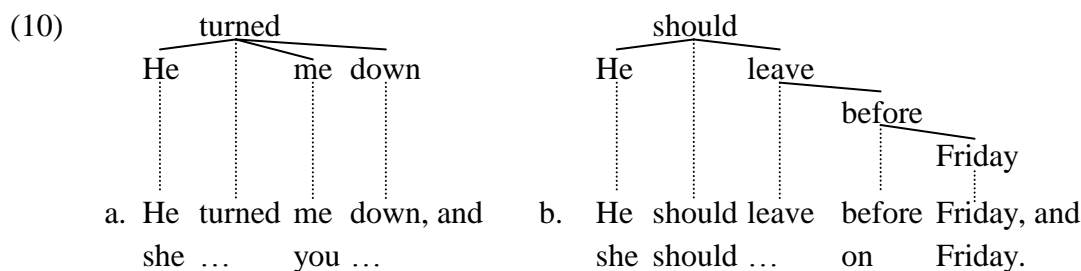 (10) turned should
He me down He leave
before
Friday
a. He turned me down, and b. He should leave before Friday, and
she … you … she should … on Friday.